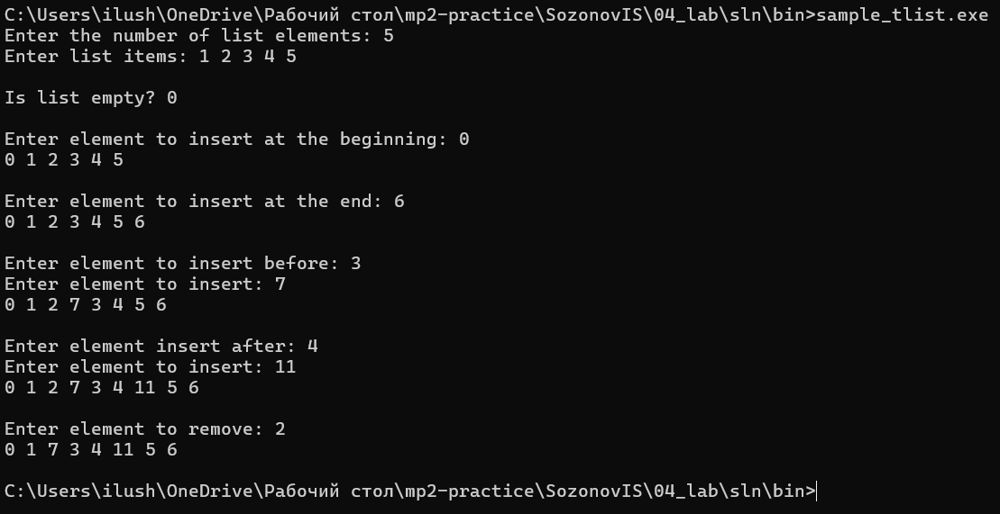 C:\Users\ilush\OneDrive\Рабочий стол\mp2-practice\SozonovIS\04_lab\sln\bin>sample_tlist.exe
Enter the number of list elements: 5
Enter list items: 1 2 3 4 5
Is list empty? 0
Enter element to insert at the beginning: 0
0 1 2 3 4 5
Enter element to insert at the end: 6
0 1 2 3 4 5 6
Enter element to insert before: 3
Enter element to insert: 7
0 1 2 7 3 4 5 6
Enter element insert after: 4
Enter element to insert: 11
0 1 2 7 3 4 11 5 6
Enter element to remove: 2
0 1 7 3 4 11 5 6
C:\Users\ilush\OneDrive\Рабочий стол\mp2-practice\SozonovIS\04_lab\sln\bin>